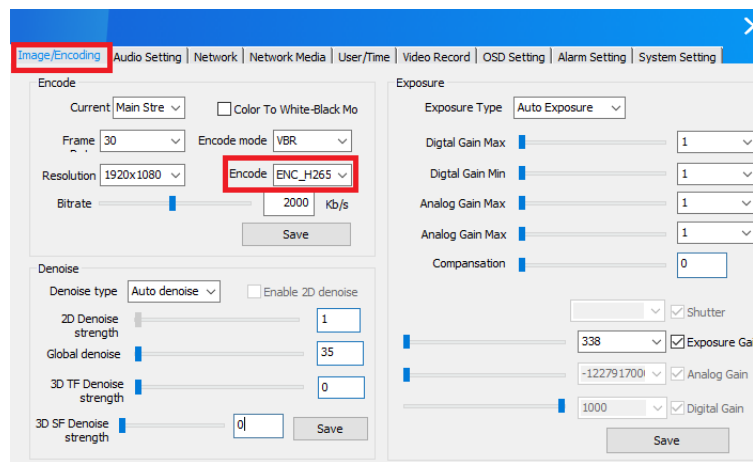 Image/Encoding Audio Setting Network Network Media User/Time Video Record OSD Setting Alarm Setting System Setting
Encode
Current Main Stre Color To White-Black Mo
Frame 30 Encode mode VBR
Resolution 1920x1080 Encode ENC_H265
Bitrate 2000 Kb/s
Save
Denoise
Denoise type Auto denoise Enable 2D denoise
2D Denoise strength 1
Global denoise 35
3D TF Denoise strength 0
3D SF Denoise strength 0 Save
Exposure
Exposure Type Auto Exposure
Digtal Gain Max 1
Digtal Gain Min 1
Analog Gain Max 1
Analog Gain Max 1
Compansation 0
Shutter
338 Exposure Gai
-1227917000 Analog Gain
1000 Digital Gain
Save